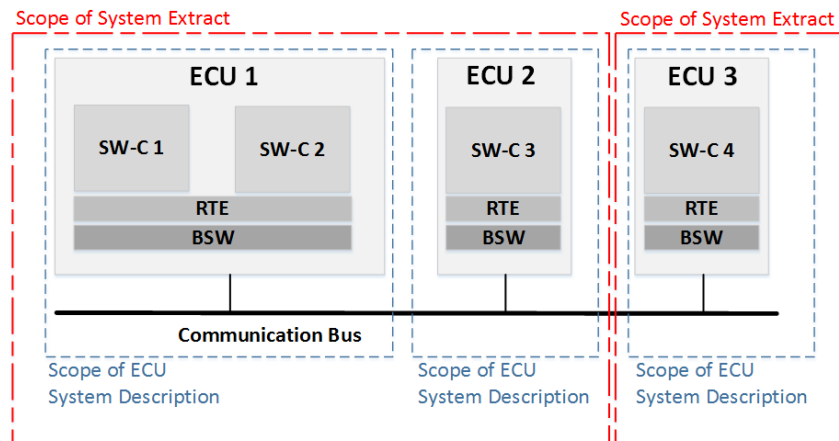 Scope of System Extract
Scope of System Extract
ECU 1
ECU 2
ECU 3
SW-C 1
SW-C 2
SW-C 3
SW-C 4
RTE
RTE
RTE
BSW
BSW
BSW
Communication Bus
Scope of ECU
System Description
Scope of ECU
System Description
Scope of ECU
System Description